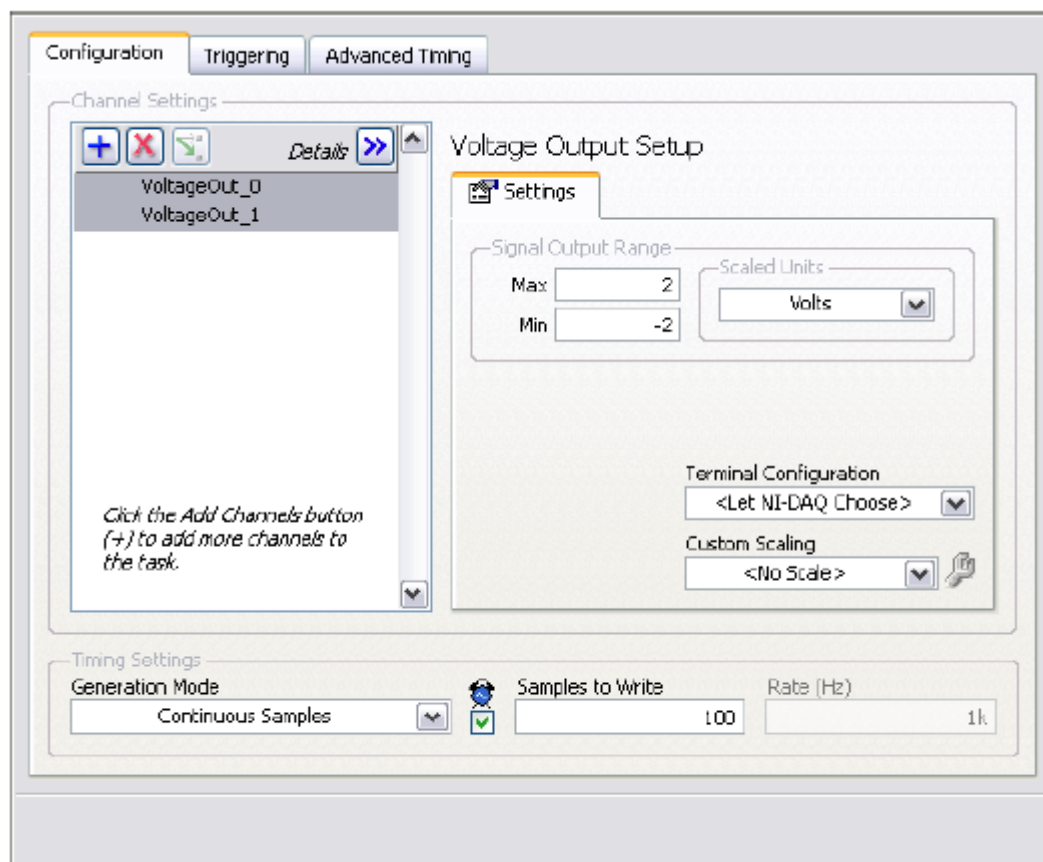 Configuration
Triggering
Advanced Timing
Channel Settings
Details
VoltageOut_0
VoltageOut_1
Click the Add Channels button
(+) to add more channels to
the task.
Voltage Output Setup
Settings
Signal Output Range
Max
2
Min
-2
Scaled Units
Volts
Terminal Configuration
<Let NI-DAQ Choose>
Custom Scaling
<No Scale>
Timing Settings
Generation Mode
Continuous Samples
Samples to Write
100
Rate (Hz)
1k